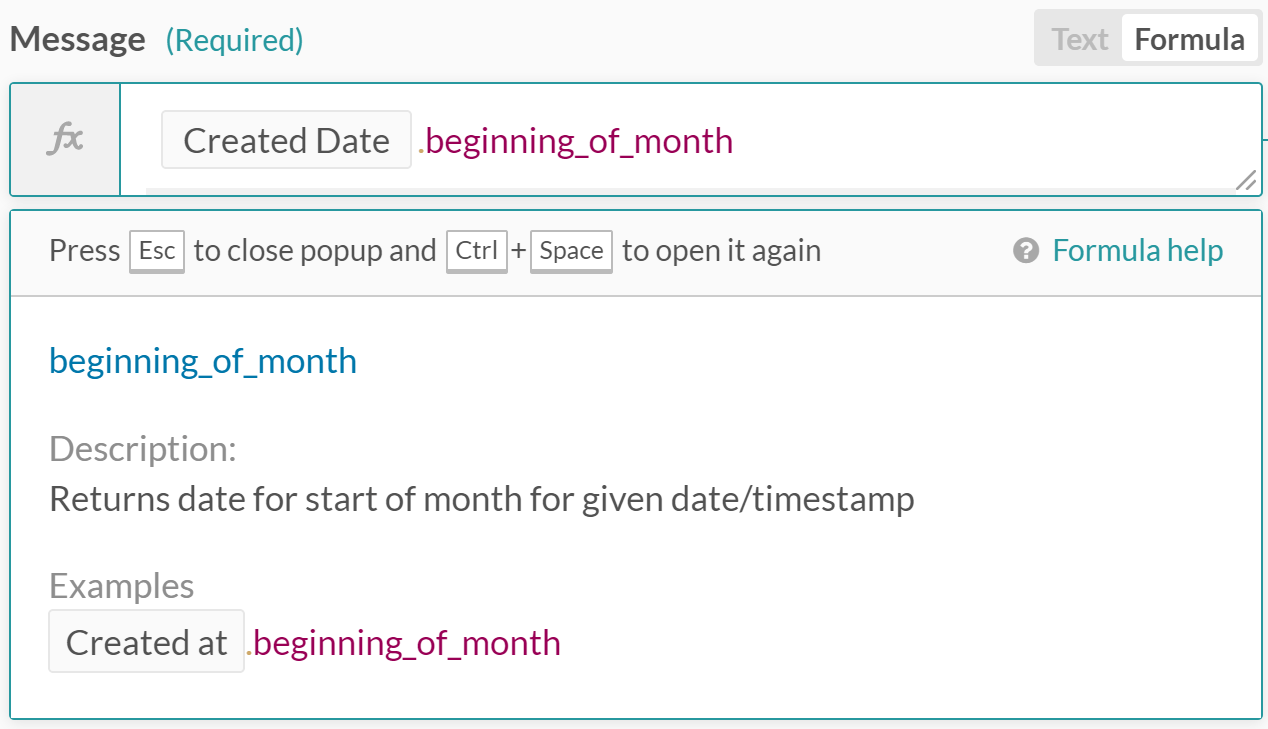 Message (Required) Text Formula
fx Created Date .beginning_of_month
Press Esc to close popup and Ctrl + Space to open it again ? Formula help
beginning_of_month
Description:
Returns date for start of month for given date/timestamp
Examples
Created at .beginning_of_month